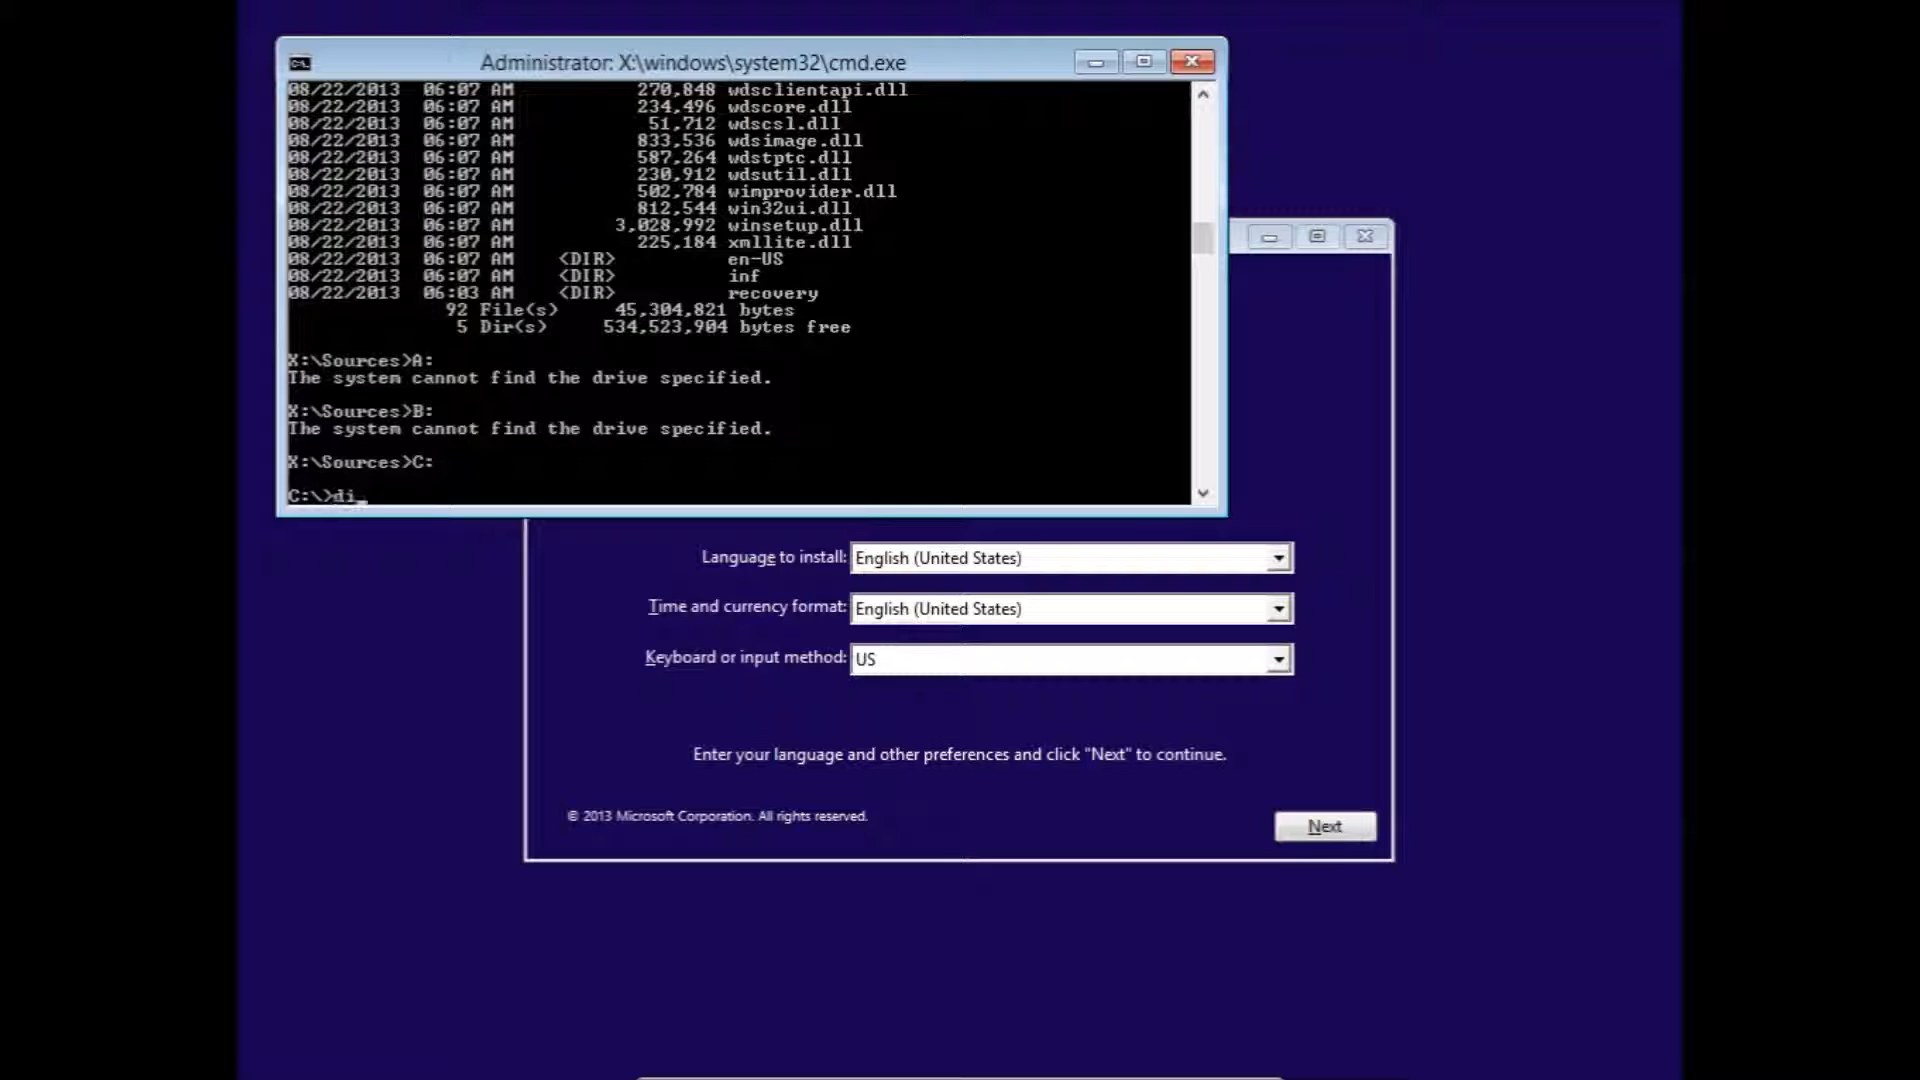 Administrator: X:\windows\system32\cmd.exe
08/22/2013  06:07 AM           270,848 wdsclientapi.dll
08/22/2013  06:07 AM           234,496 wdscore.dll
08/22/2013  06:07 AM            51,712 wdscsl.dll
08/22/2013  06:07 AM           833,536 wdsimage.dll
08/22/2013  06:07 AM           587,264 wdstptc.dll
08/22/2013  06:07 AM           230,912 wdsutil.dll
08/22/2013  06:07 AM           502,784 wimprovider.dll
08/22/2013  06:07 AM           812,544 win32ui.dll
08/22/2013  06:07 AM         3,028,992 winsetup.dll
08/22/2013  06:07 AM           225,184 xmllite.dll
08/22/2013  06:07 AM    <DIR>          en-US
08/22/2013  06:07 AM    <DIR>          inf
08/22/2013  06:03 AM    <DIR>          recovery
92 File(s)     45,304,821 bytes
5 Dir(s)     534,523,904 bytes free
X:\Sources>A:
The system cannot find the drive specified.
X:\Sources>B:
The system cannot find the drive specified.
X:\Sources>C:
C:\>di_
Language to install: English (United States)
Time and currency format: English (United States)
Keyboard or input method: US
Enter your language and other preferences and click "Next" to continue.
© 2013 Microsoft Corporation. All rights reserved.
Next